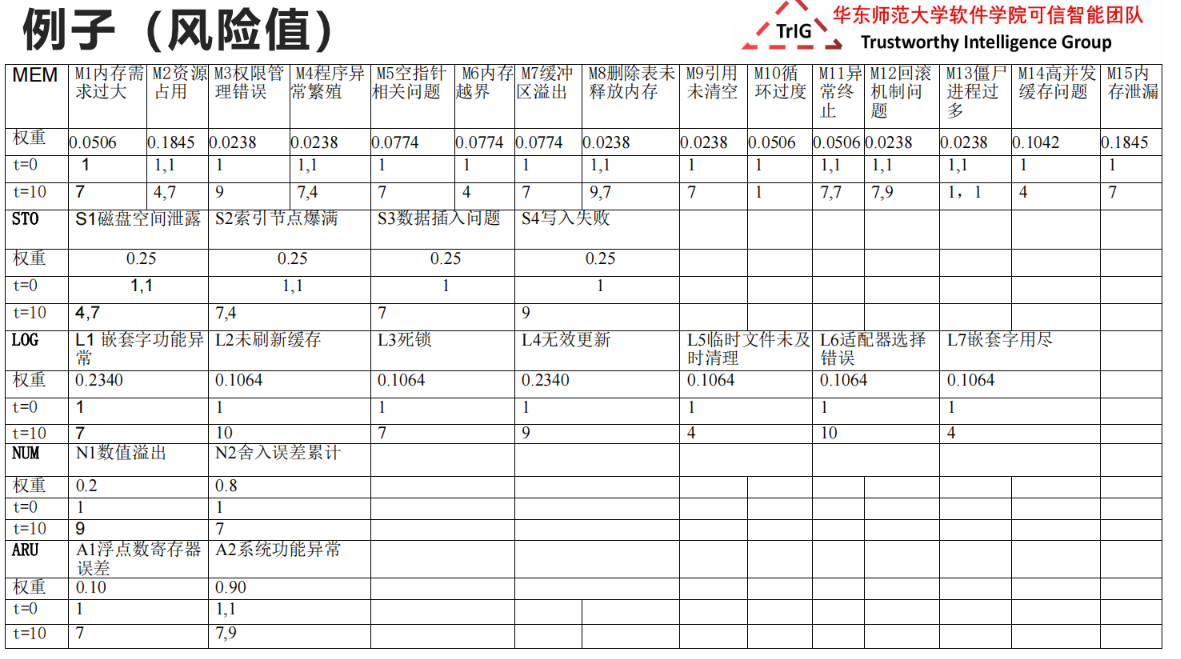 例子（风险值）
TrIG
华东师范大学软件学院可信智能团队
Trustworthy Intelligence Group
MEM M1内存需求过大 M2资源占用 M3权限管理错误 M4程序异常繁殖 M5空指针相关问题 M6内存越界 M7缓冲区溢出 M8删除表未释放内存 M9引用未清空 M10循环过度 M11异常终止 M12回滚机制问题 M13僵尸进程过多 M14高并发缓存问题 M15内存泄漏
权重 0.0506 0.1845 0.0238 0.0238 0.0774 0.0774 0.0774 0.0238 0.0238 0.0506 0.0506 0.0238 0.0238 0.1042 0.1845
t=0 1 1,1 1 1,1 1 1 1 1,1 1 1 1,1 1,1 1,1 1 1
t=10 7 4,7 9 7,4 7 4 7 9,7 7 1 7,7 7,9 1，1 4 7
STO S1磁盘空间泄露 S2索引节点爆满 S3数据插入问题 S4写入失败
权重 0.25 0.25 0.25 0.25
t=0 1,1 1,1 1 1
t=10 4,7 7,4 7 9
LOG L1 嵌套字功能异常 L2未刷新缓存 L3死锁 L4无效更新 L5临时文件未及时清理 L6适配器选择错误 L7嵌套字用尽
权重 0.2340 0.1064 0.1064 0.2340 0.1064 0.1064 0.1064
t=0 1 1 1 1 1 1 1
t=10 7 10 7 9 4 10 4
NUM N1数值溢出 N2舍入误差累计
权重 0.2 0.8
t=0 1 1
t=10 9 7
ARU A1浮点数寄存器误差 A2系统功能异常
权重 0.10 0.90
t=0 1 1,1
t=10 7 7,9